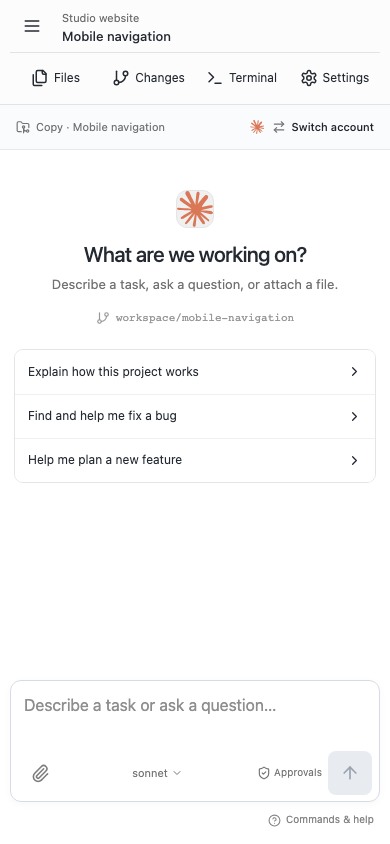 Studio website
Mobile navigation
Files
Changes
Terminal
Settings
Copy · Mobile navigation
Switch account
What are we working on?
Describe a task, ask a question, or attach a file.
workspace/mobile-navigation
Explain how this project works
Find and help me fix a bug
Help me plan a new feature
Describe a task or ask a question...
sonnet
Approvals
Commands & help